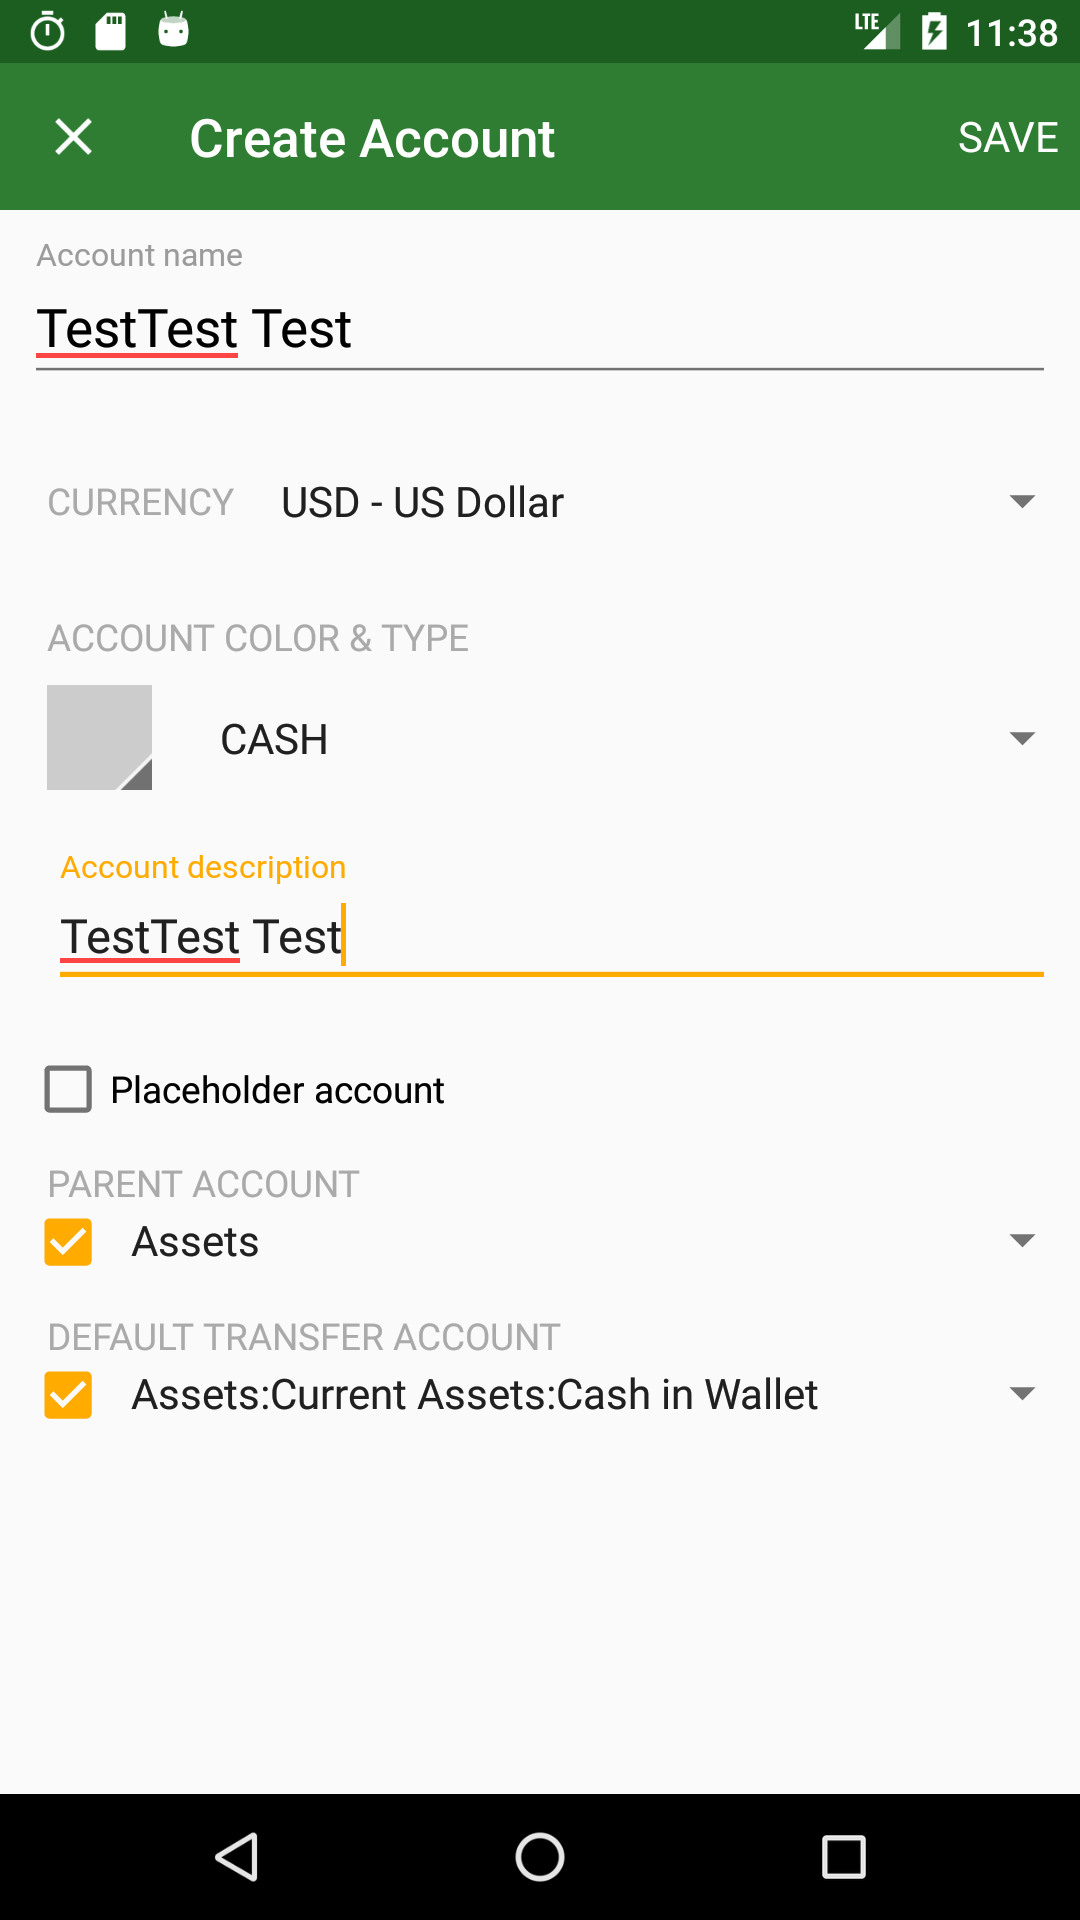 LTE 11:38
Create Account SAVE
Account name
TestTest Test
CURRENCY USD - US Dollar
ACCOUNT COLOR & TYPE
CASH
Account description
TestTest Test
Placeholder account
PARENT ACCOUNT
Assets
DEFAULT TRANSFER ACCOUNT
Assets:Current Assets:Cash in Wallet